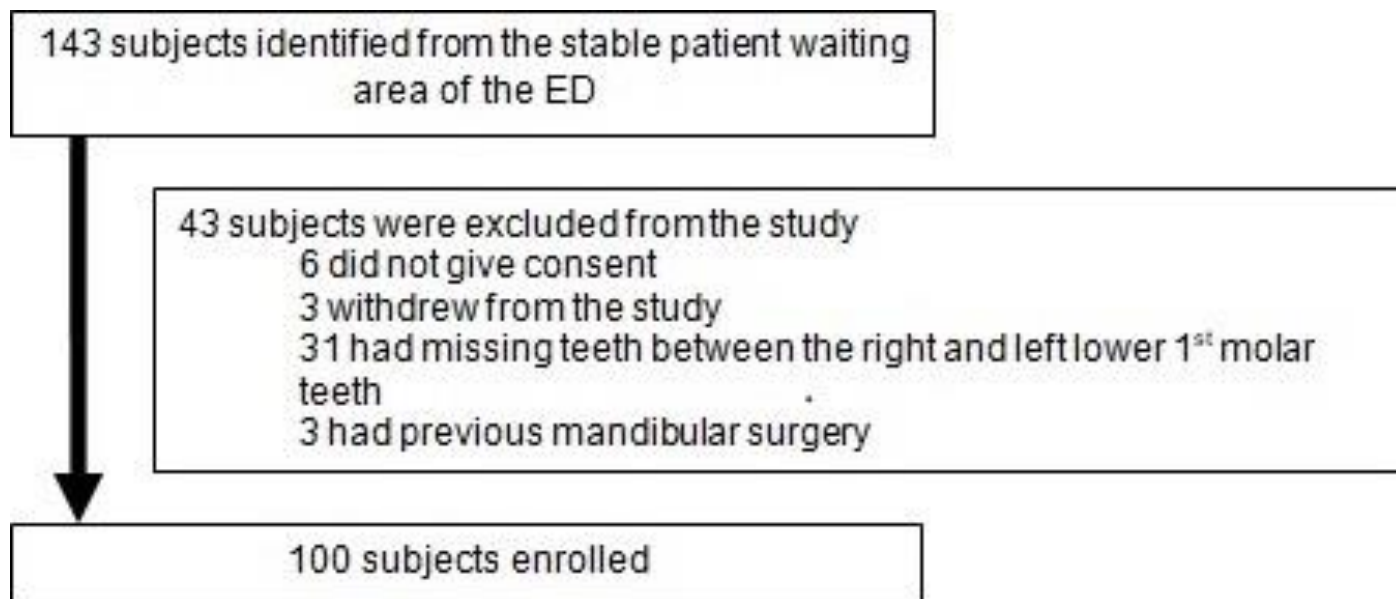 143 subjects identified from the stable patient waiting
area of the ED
43 subjects were excluded from the study
6 did not give consent
3 withdrew from the study
31 had missing teeth between the right and left lower 1st molar
teeth
3 had previous mandibular surgery
100 subjects enrolled